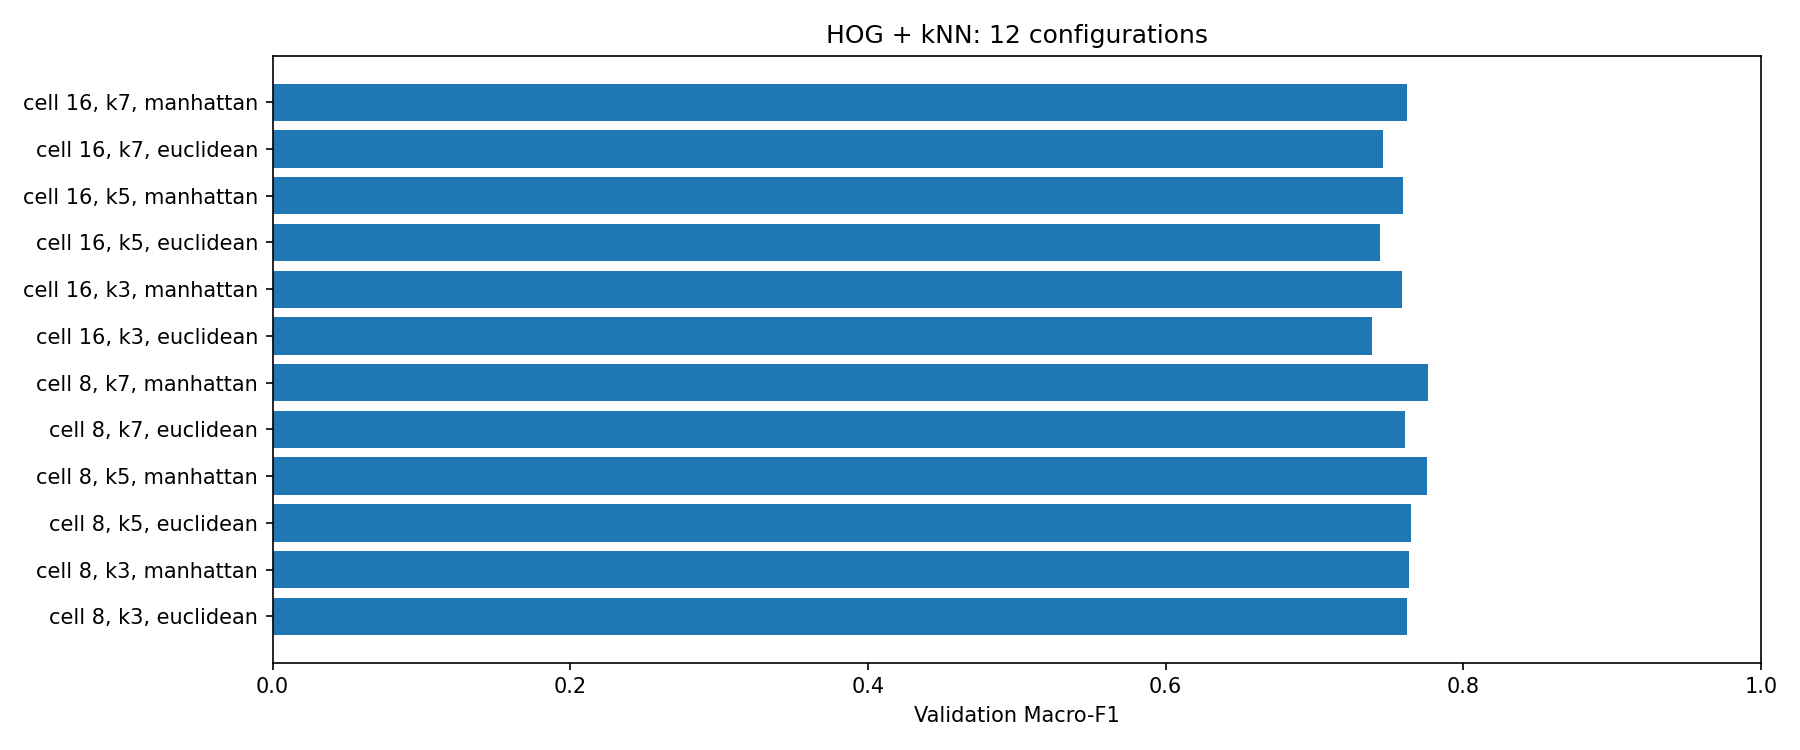 HOG + kNN: 12 configurations
cell 16, k7, manhattan
cell 16, k7, euclidean
cell 16, k5, manhattan
cell 16, k5, euclidean
cell 16, k3, manhattan
cell 16, k3, euclidean
cell 8, k7, manhattan
cell 8, k7, euclidean
cell 8, k5, manhattan
cell 8, k5, euclidean
cell 8, k3, manhattan
cell 8, k3, euclidean
0.0 0.2 0.4 0.6 0.8 1.0
Validation Macro-F1